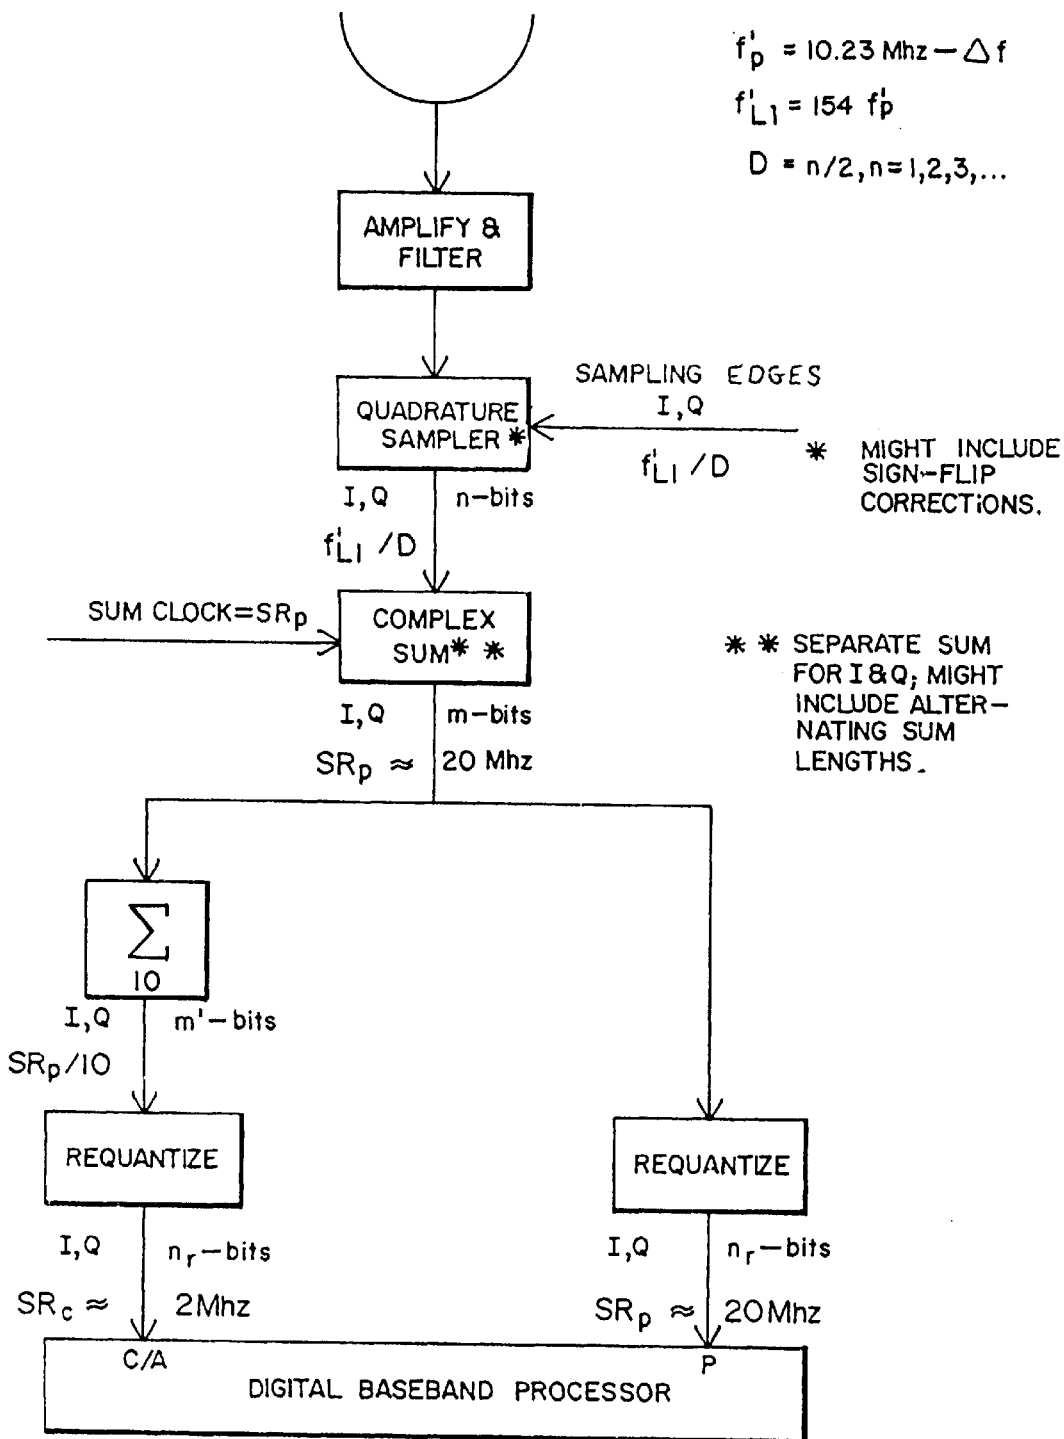 f'p = 10.23 Mhz – Δf
f'L1 = 154 f'p
D = n/2, n=1,2,3,...
AMPLIFY &
FILTER
SAMPLING EDGES
I,Q
f'L1 /D
QUADRATURE
SAMPLER *
* MIGHT INCLUDE
SIGN-FLIP
CORRECTIONS.
I,Q n-bits
f'L1 /D
SUM CLOCK=SRp
COMPLEX
SUM* *
* * SEPARATE SUM
FOR I&Q; MIGHT
INCLUDE ALTER-
NATING SUM
LENGTHS.
I,Q m-bits
SRp ≈ 20 Mhz
Σ
10
I,Q m'-bits
SRp/10
REQUANTIZE
REQUANTIZE
I,Q nr-bits
I,Q nr-bits
SRc ≈ 2Mhz
SRp ≈ 20Mhz
C/A
P
DIGITAL BASEBAND PROCESSOR